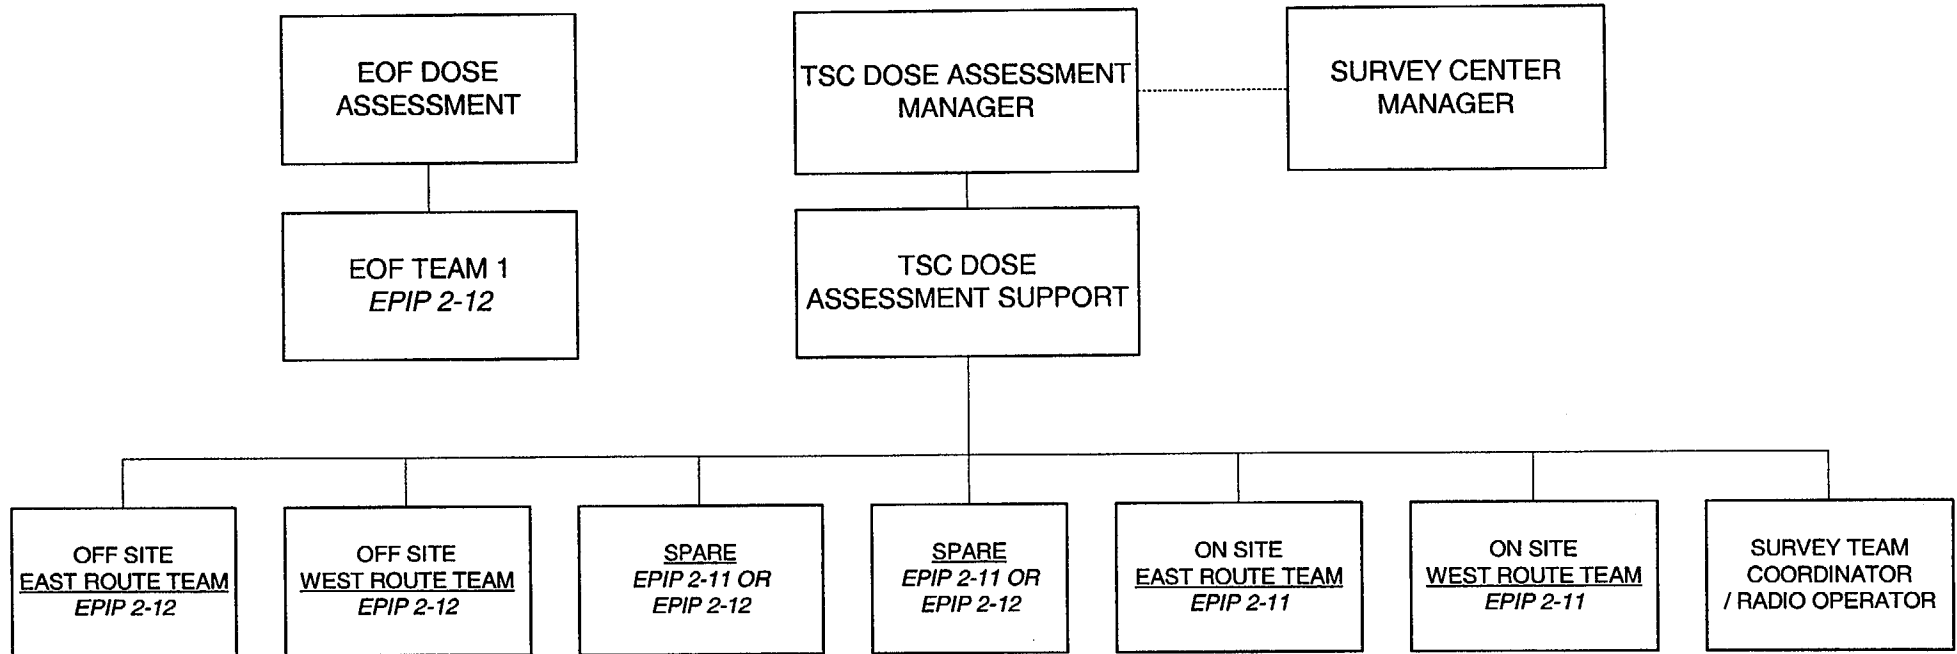 EOF DOSE
ASSESSMENT
TSC DOSE ASSESSMENT
MANAGER
SURVEY CENTER
MANAGER
EOF TEAM 1
EPIP 2-12
TSC DOSE
ASSESSMENT SUPPORT
OFF SITE
EAST ROUTE TEAM
EPIP 2-12
OFF SITE
WEST ROUTE TEAM
EPIP 2-12
SPARE
EPIP 2-11 OR
EPIP 2-12
SPARE
EPIP 2-11 OR
EPIP 2-12
ON SITE
EAST ROUTE TEAM
EPIP 2-11
ON SITE
WEST ROUTE TEAM
EPIP 2-11
SURVEY TEAM
COORDINATOR
/ RADIO OPERATOR